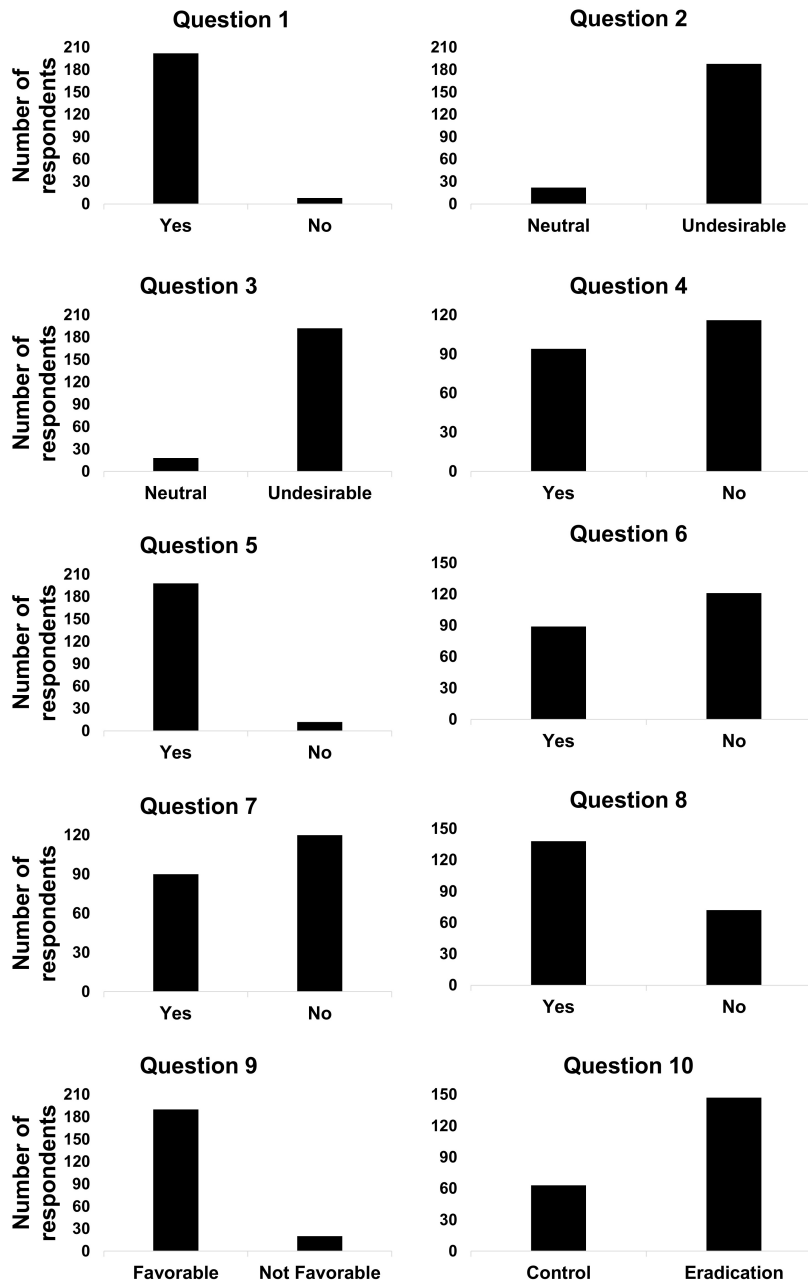 Question 1
Number of
respondents
210
180
150
120
90
60
30
0
Yes No
Question 2
210
180
150
120
90
60
30
0
Neutral Undesirable
Question 3
Number of
respondents
210
180
150
120
90
60
30
0
Neutral Undesirable
Question 4
120
90
60
30
0
Yes No
Question 5
Number of
respondents
210
180
150
120
90
60
30
0
Yes No
Question 6
150
120
90
60
30
0
Yes No
Question 7
Number of
respondents
120
90
60
30
0
Yes No
Question 8
150
120
90
60
30
0
Yes No
Question 9
Number of
respondents
210
180
150
120
90
60
30
0
Favorable Not Favorable
Question 10
150
120
90
60
30
0
Control Eradication